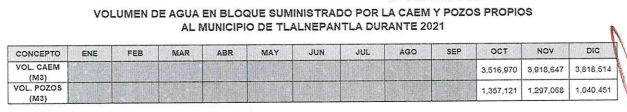 VOLUMEN DE AGUA EN BLOQUE SUMINISTRADO POR LA CAEM Y POZOS PROPIOS
AL MUNICIPIO DE TLALNEPANTLA DURANTE 2021
CONCEPTO ENE FEB MAR ABR MAY JUN JUL AGO SEP OCT NOV DIC
VOL. CAEM
(M3) 3,516,970 3,918,647 3,616,514
VOL. POZOS
(M3) 1,357,121 1,297,068 1,040,451